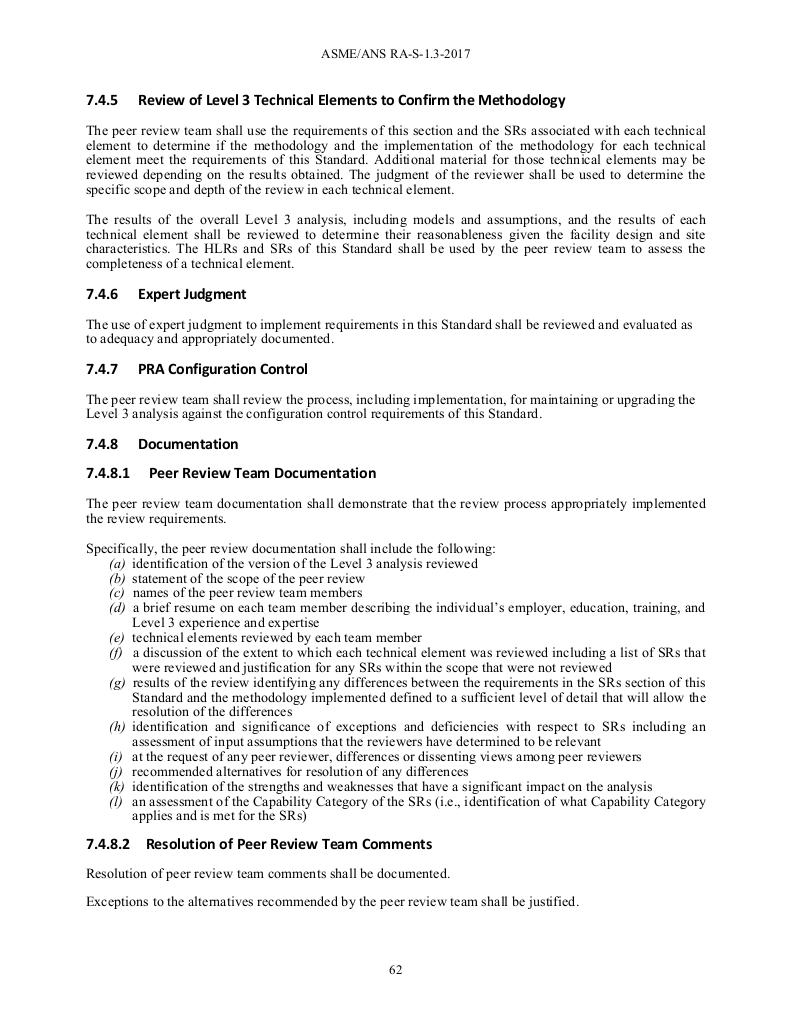 ASME/ANS RA-S-1.3-2017
7.4.5 Review of Level 3 Technical Elements to Confirm the Methodology
The peer review team shall use the requirements of this section and the SRs associated with each technical
element to determine if the methodology and the implementation of the methodology for each technical
element meet the requirements of this Standard. Additional material for those technical elements may be
reviewed depending on the results obtained. The judgment of the reviewer shall be used to determine the
specific scope and depth of the review in each technical element.
The results of the overall Level 3 analysis, including models and assumptions, and the results of each
technical element shall be reviewed to determine their reasonableness given the facility design and site
characteristics. The HLRs and SRs of this Standard shall be used by the peer review team to assess the
completeness of a technical element.
7.4.6 Expert Judgment
The use of expert judgment to implement requirements in this Standard shall be reviewed and evaluated as
to adequacy and appropriately documented.
7.4.7 PRA Configuration Control
The peer review team shall review the process, including implementation, for maintaining or upgrading the
Level 3 analysis against the configuration control requirements of this Standard.
7.4.8 Documentation
7.4.8.1 Peer Review Team Documentation
The peer review team documentation shall demonstrate that the review process appropriately implemented
the review requirements.
Specifically, the peer review documentation shall include the following:
(a) identification of the version of the Level 3 analysis reviewed
(b) statement of the scope of the peer review
(c) names of the peer review team members
(d) a brief resume on each team member describing the individual’s employer, education, training, and
Level 3 experience and expertise
(e) technical elements reviewed by each team member
(f) a discussion of the extent to which each technical element was reviewed including a list of SRs that
were reviewed and justification for any SRs within the scope that were not reviewed
(g) results of the review identifying any differences between the requirements in the SRs section of this
Standard and the methodology implemented defined to a sufficient level of detail that will allow the
resolution of the differences
(h) identification and significance of exceptions and deficiencies with respect to SRs including an
assessment of input assumptions that the reviewers have determined to be relevant
(i) at the request of any peer reviewer, differences or dissenting views among peer reviewers
(j) recommended alternatives for resolution of any differences
(k) identification of the strengths and weaknesses that have a significant impact on the analysis
(l) an assessment of the Capability Category of the SRs (i.e., identification of what Capability Category
applies and is met for the SRs)
7.4.8.2 Resolution of Peer Review Team Comments
Resolution of peer review team comments shall be documented.
Exceptions to the alternatives recommended by the peer review team shall be justified.
62